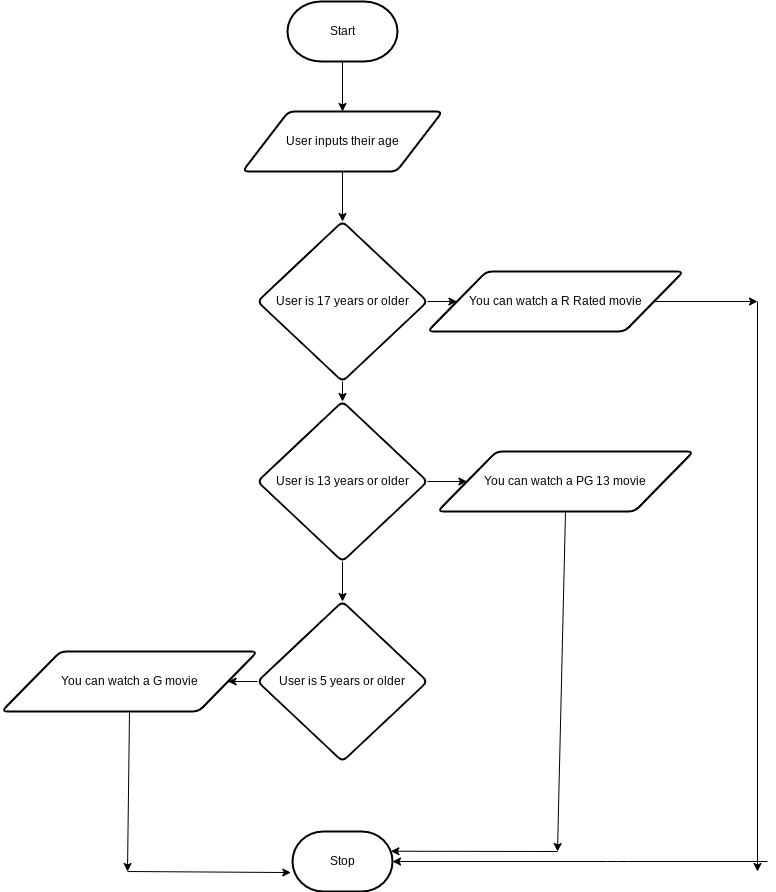 Start
User inputs their age
User is 17 years or older
You can watch a R Rated movie
User is 13 years or older
You can watch a PG 13 movie
You can watch a G movie
User is 5 years or older
Stop